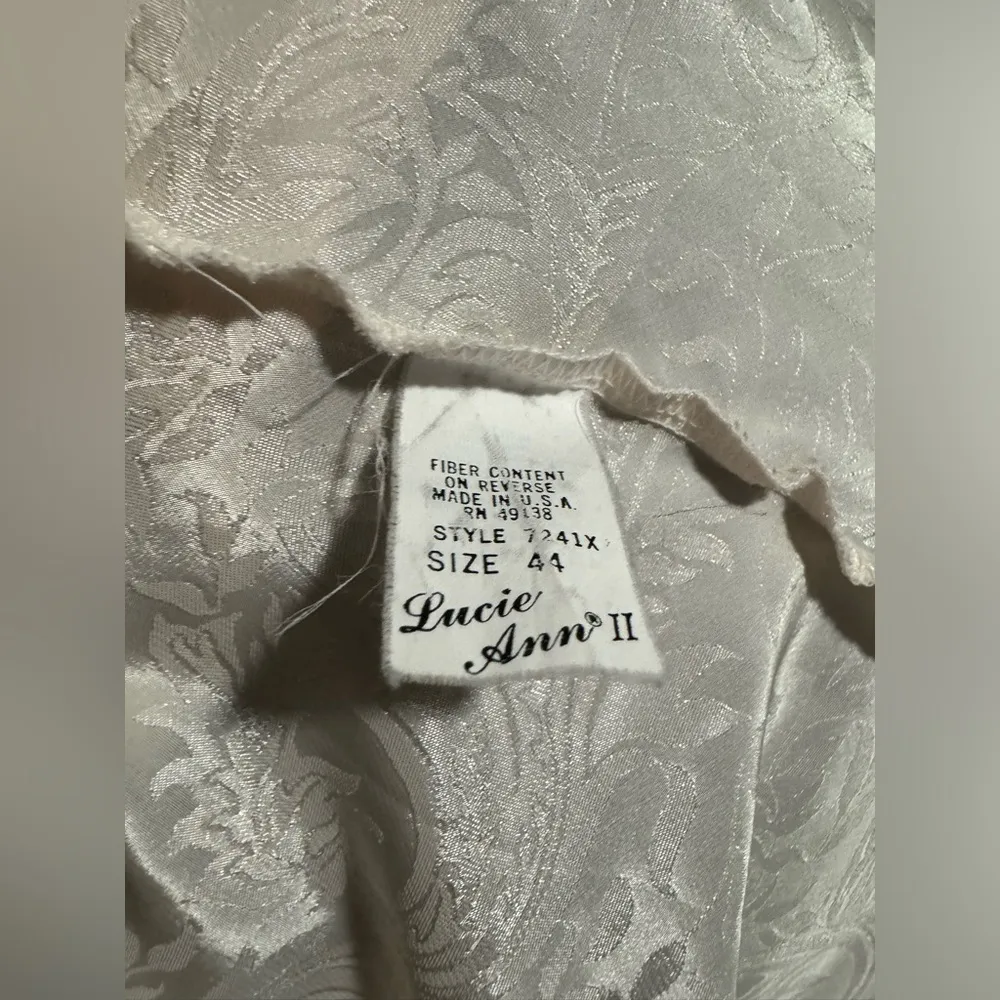 FIBER CONTENT
ON REVERSE
MADE IN U.S.A.
RN 49138
STYLE 7241X
SIZE 44
Lucie
Ann® II